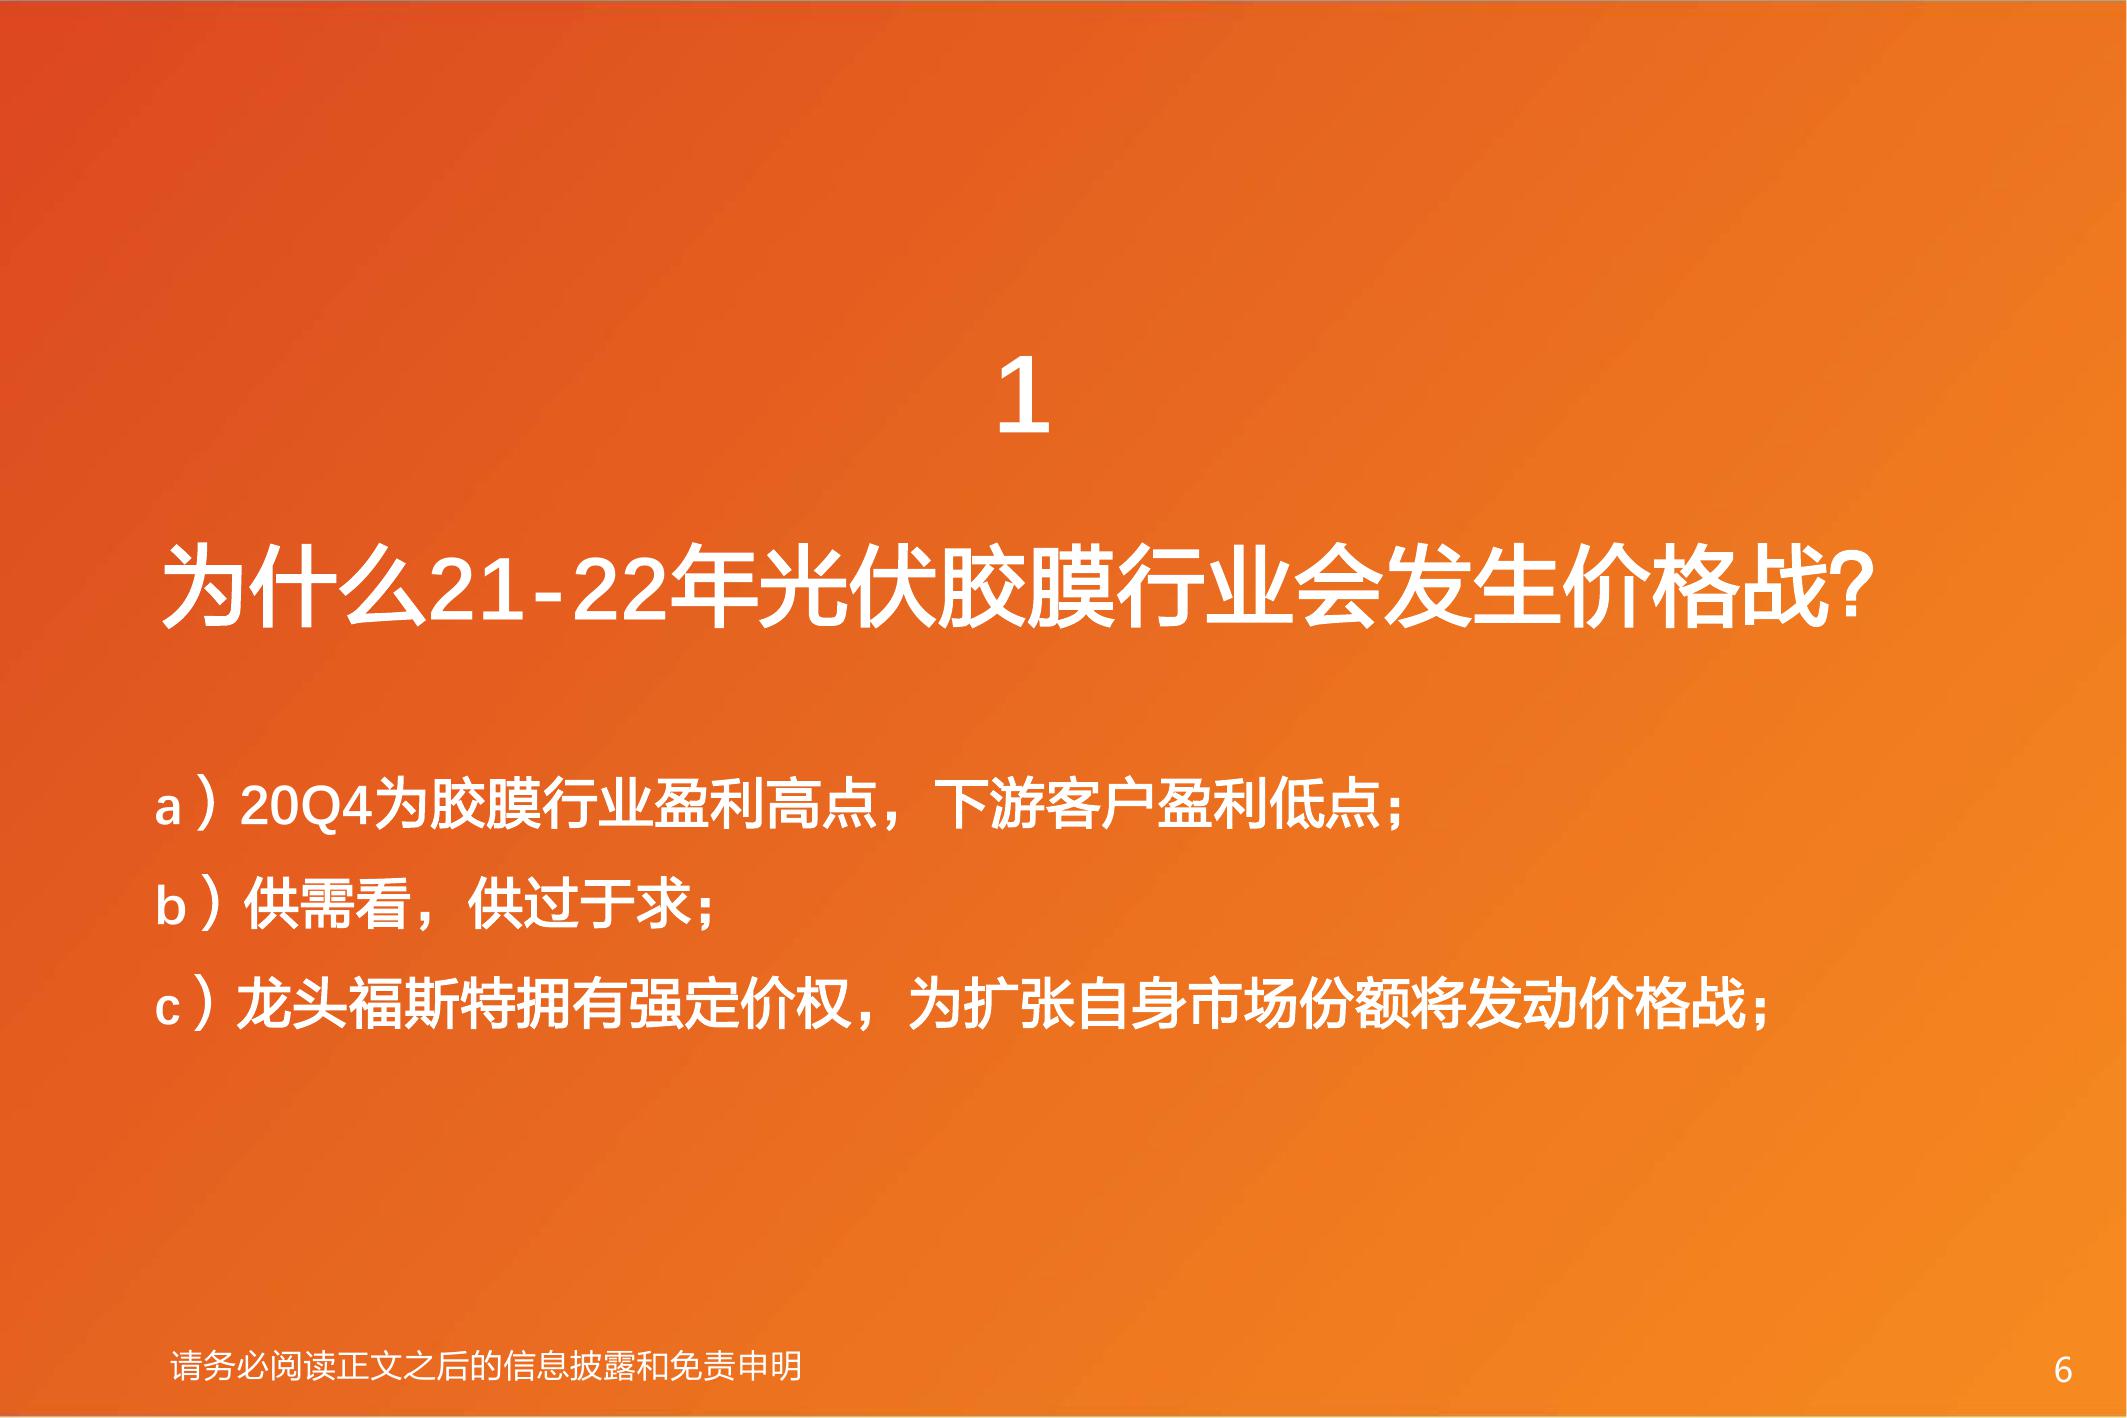 1
为什么21-22年光伏胶膜行业会发生价格战？
a）20Q4为胶膜行业盈利高点，下游客户盈利低点；
b）供需看，供过于求；
c）龙头福斯特拥有强定价权，为扩张自身市场份额将发动价格战；
请务必阅读正文之后的信息披露和免责申明
6